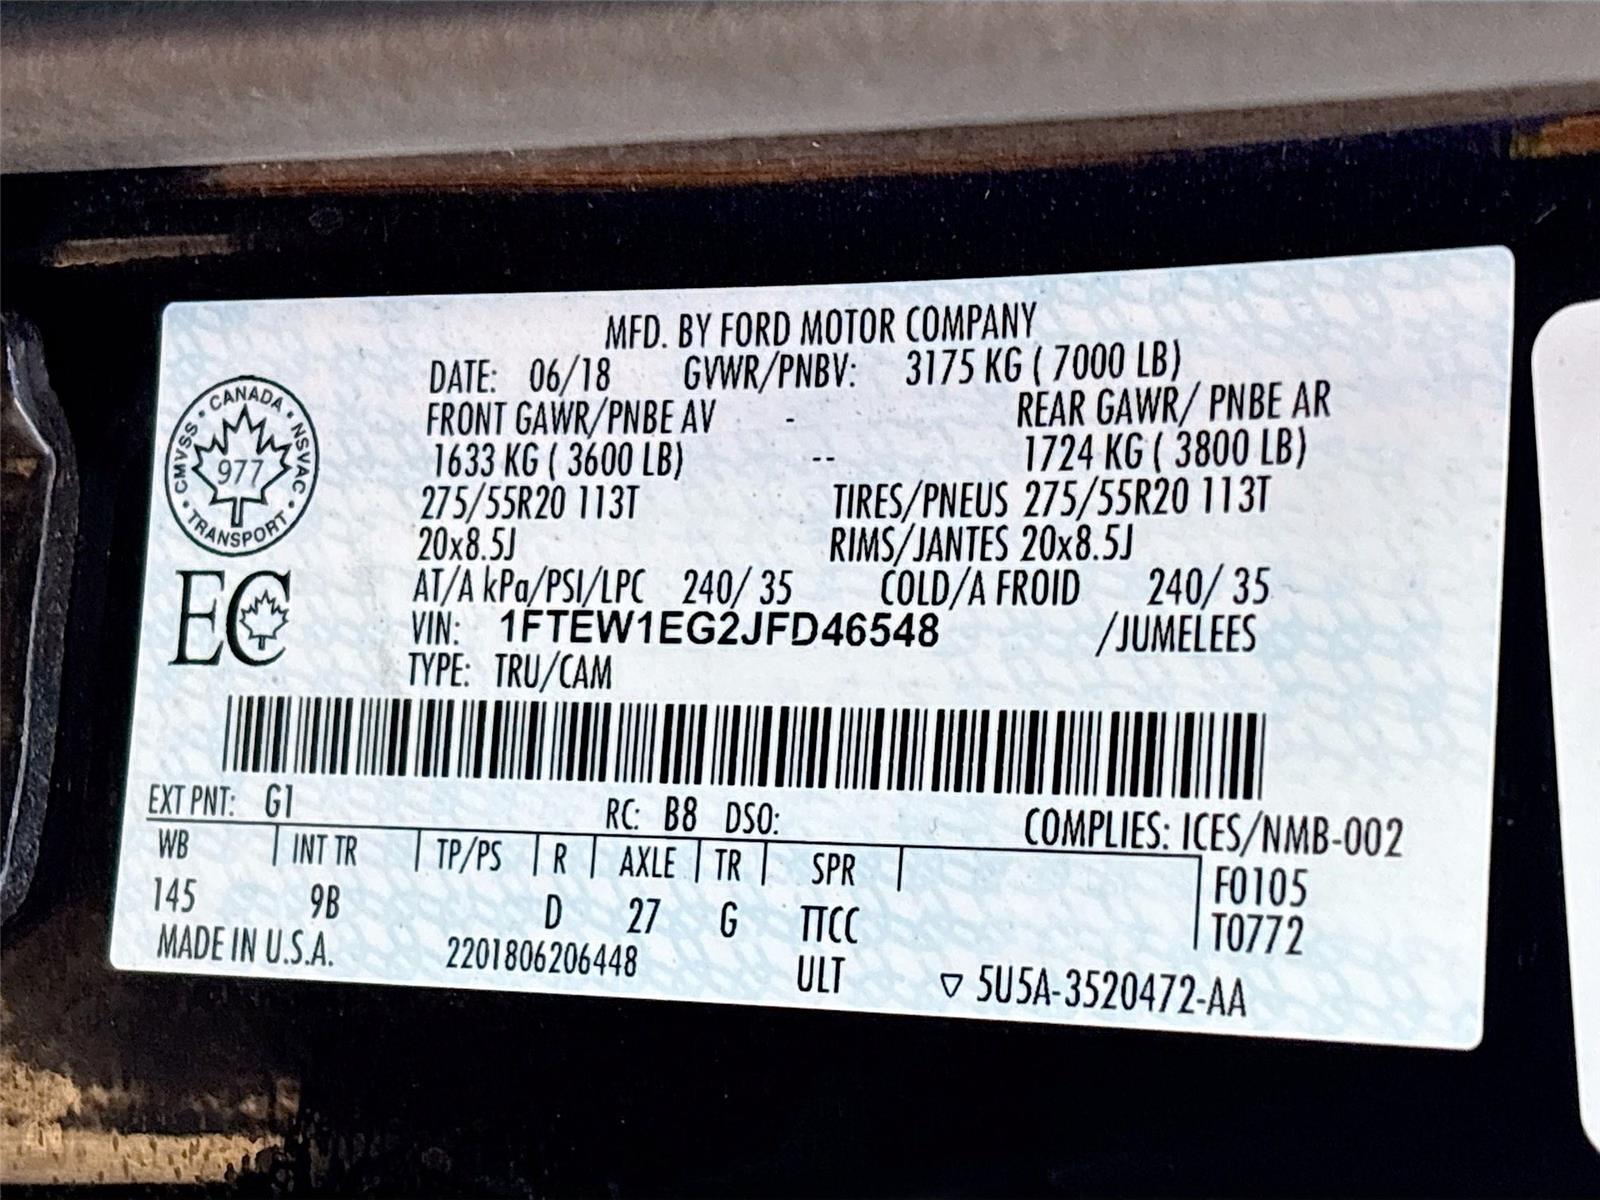 MFD. BY FORD MOTOR COMPANY
DATE: 06/18 GVWR/PNBV: 3175 KG ( 7000 LB)
FRONT GAWR/PNBE AV - REAR GAWR/ PNBE AR
1633 KG ( 3600 LB) -- 1724 KG ( 3800 LB)
275/55R20 113T TIRES/PNEUS 275/55R20 113T
20x8.5J RIMS/JANTES 20x8.5J
AT/A kPa/PSI/LPC 240/ 35 COLD/A FROID 240/ 35
VIN: 1FTEW1EG2JFD46548 /JUMELEES
TYPE: TRU/CAM
CANADA
CMVSS NSVAC
977
TRANSPORT
EC
EXT PNT: G1 RC: B8 DSO: COMPLIES: ICES/NMB-002
WB INT TR TP/PS R AXLE TR SPR F0105
145 9B D 27 G TTCC T0772
MADE IN U.S.A. 2201806206448 ULT ▽ 5U5A-3520472-AA